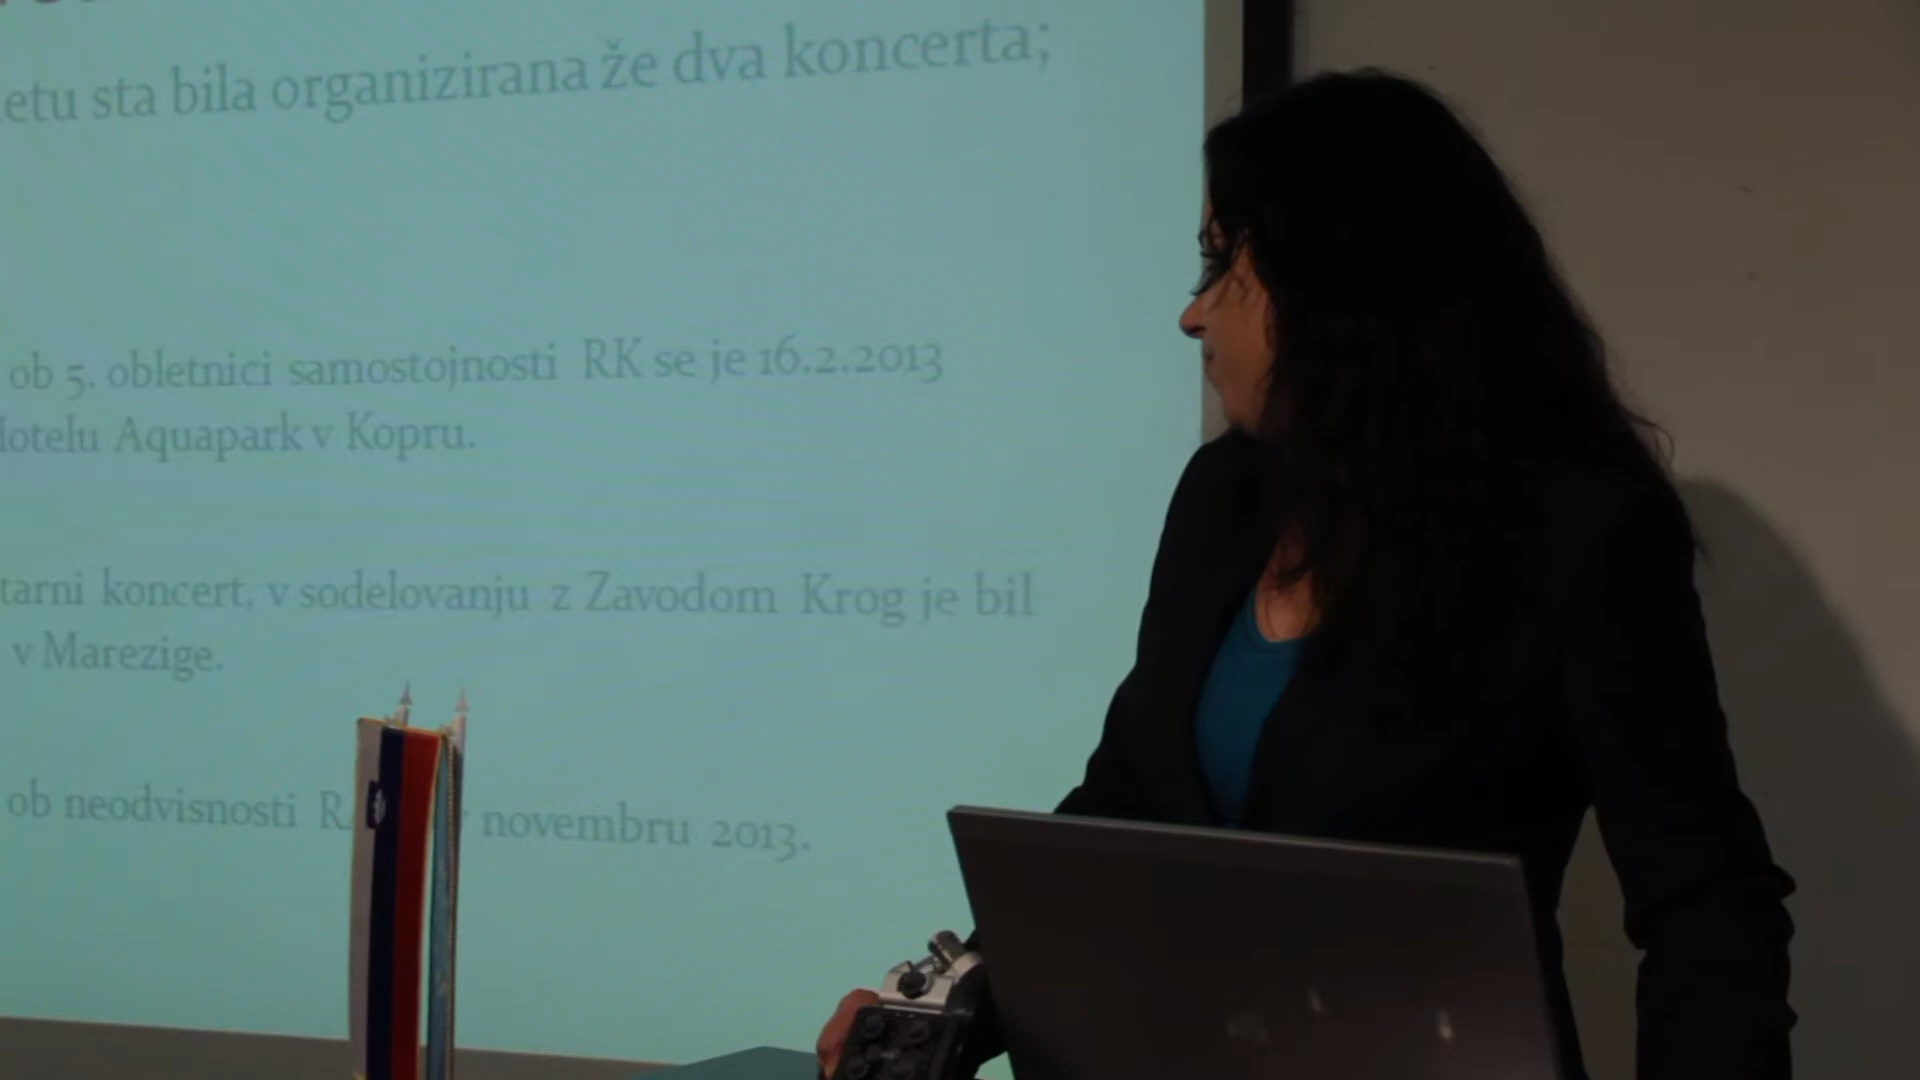 etu sta bila organizirana že dva koncerta;
ob 5. obletnici samostojnosti RK se je 16.2.2013
otelu Aquapark v Kopru.
tarni koncert, v sodelovanju z Zavodom Krog je bil
v Marezige.
ob neodvisnosti R novembru 2013.